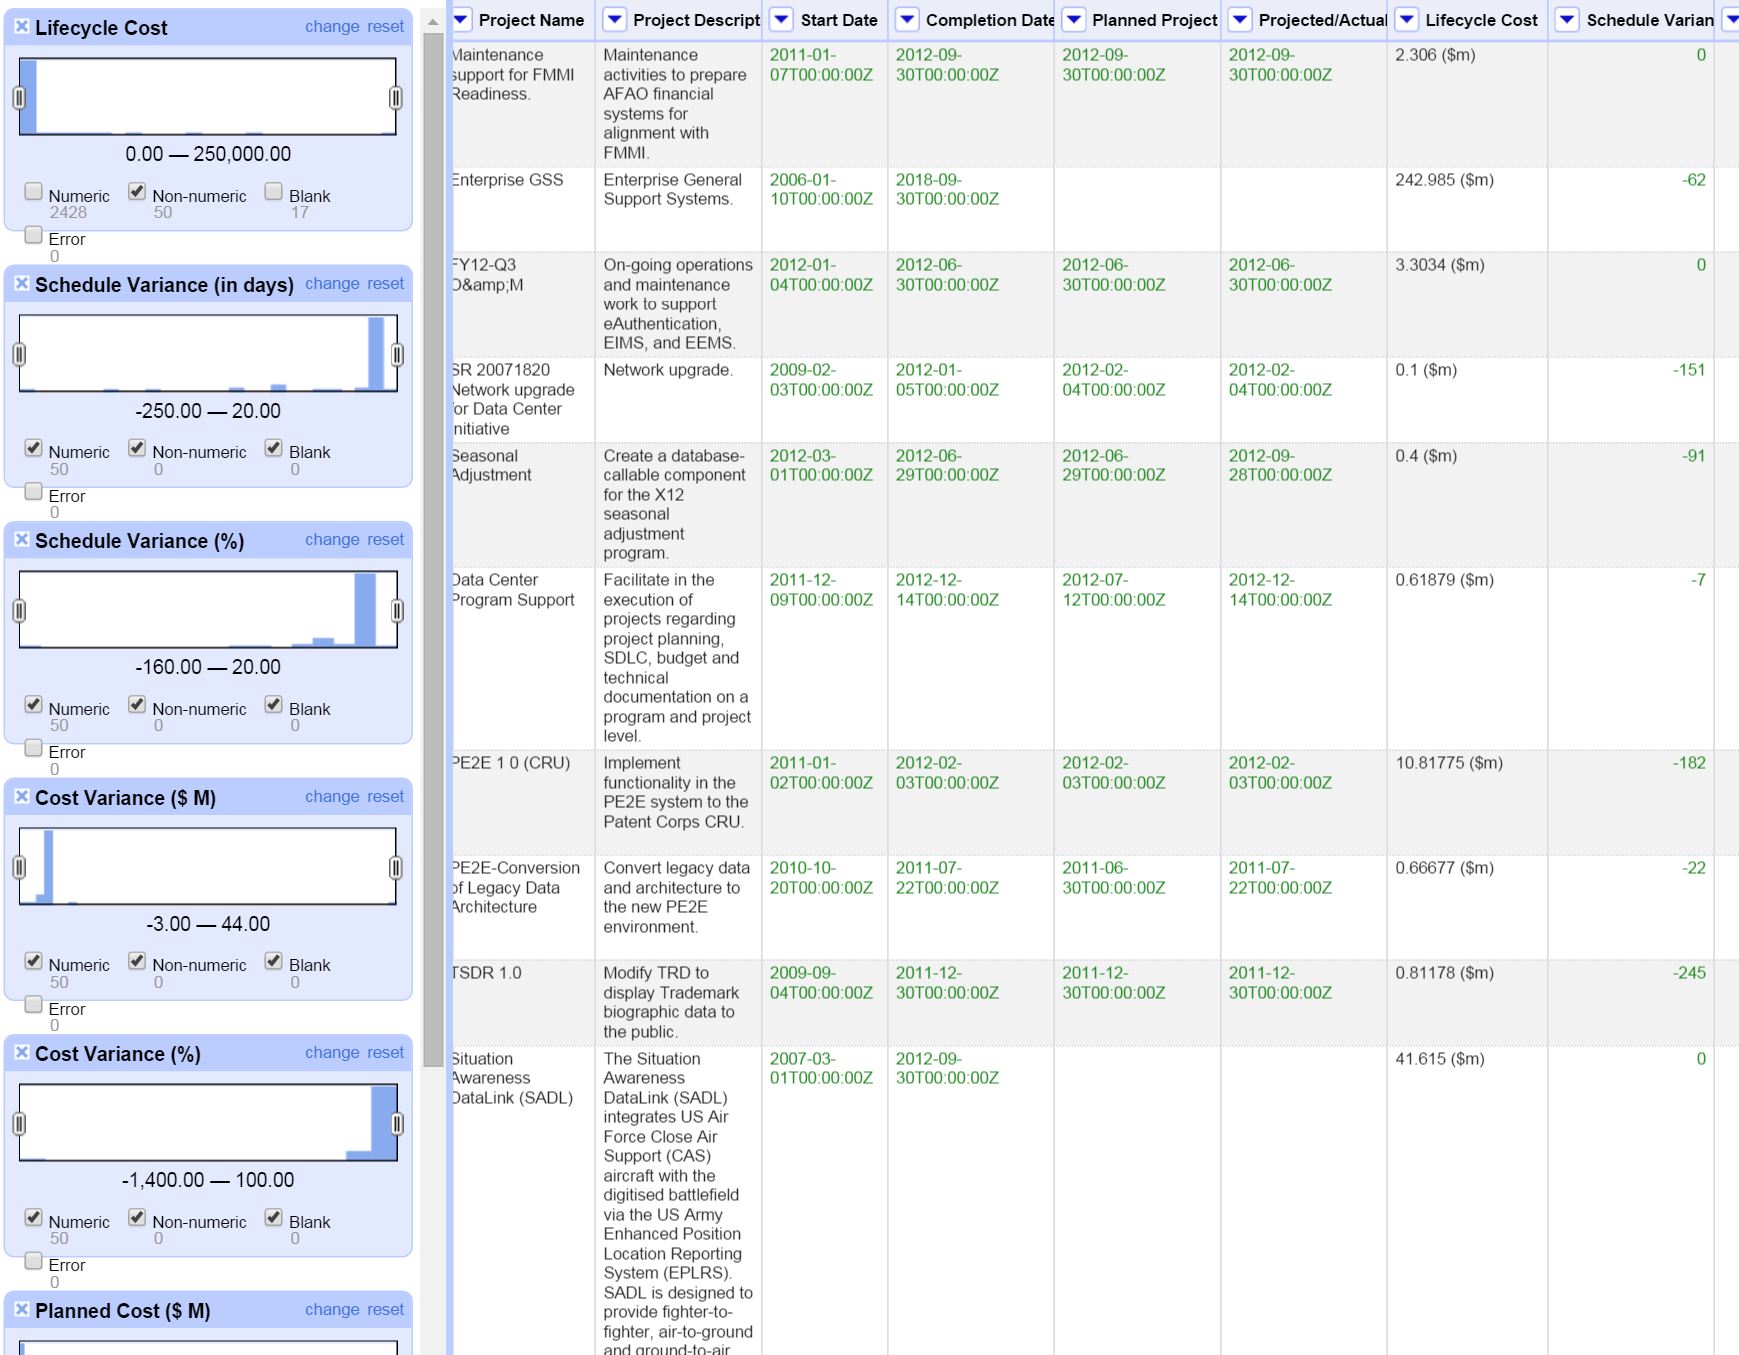 Lifecycle Cost change reset
0.00 — 250,000.00
Numeric Non-numeric Blank
2428 50 17
Error
0
Schedule Variance (in days) change reset
-250.00 — 20.00
Numeric Non-numeric Blank
50 0 0
Error
0
Schedule Variance (%) change reset
-160.00 — 20.00
Numeric Non-numeric Blank
50 0 0
Error
0
Cost Variance ($ M) change reset
-3.00 — 44.00
Numeric Non-numeric Blank
50 0 0
Error
0
Cost Variance (%) change reset
-1,400.00 — 100.00
Numeric Non-numeric Blank
50 0 0
Error
0
Planned Cost ($ M) change reset
Project Name Project Descript Start Date Completion Date Planned Project Projected/Actual Lifecycle Cost Schedule Varian
Maintenance
support for FMMI
Readiness.
Maintenance
activities to prepare
AFAO financial
systems for
alignment with
FMMI.
2011-01-
07T00:00:00Z
2012-09-
30T00:00:00Z
2012-09-
30T00:00:00Z
2012-09-
30T00:00:00Z
2.306 ($m)
0
Enterprise GSS
Enterprise General
Support Systems.
2006-01-
10T00:00:00Z
2018-09-
30T00:00:00Z
242.985 ($m)
-62
FY12-Q3
O&amp;M
On-going operations
and maintenance
work to support
eAuthentication,
EIMS, and EEMS.
2012-01-
04T00:00:00Z
2012-06-
30T00:00:00Z
2012-06-
30T00:00:00Z
2012-06-
30T00:00:00Z
3.3034 ($m)
0
SR 20071820
Network upgrade
for Data Center
Initiative
Network upgrade.
2009-02-
03T00:00:00Z
2012-01-
05T00:00:00Z
2012-02-
04T00:00:00Z
2012-02-
04T00:00:00Z
0.1 ($m)
-151
Seasonal
Adjustment
Create a database-
callable component
for the X12
seasonal
adjustment
program.
2012-03-
01T00:00:00Z
2012-06-
29T00:00:00Z
2012-06-
29T00:00:00Z
2012-09-
28T00:00:00Z
0.4 ($m)
-91
Data Center
Program Support
Facilitate in the
execution of
projects regarding
project planning,
SDLC, budget and
technical
documentation on a
program and project
level.
2011-12-
09T00:00:00Z
2012-12-
14T00:00:00Z
2012-07-
12T00:00:00Z
2012-12-
14T00:00:00Z
0.61879 ($m)
-7
PE2E 1 0 (CRU)
Implement
functionality in the
PE2E system to the
Patent Corps CRU.
2011-01-
02T00:00:00Z
2012-02-
03T00:00:00Z
2012-02-
03T00:00:00Z
2012-02-
03T00:00:00Z
10.81775 ($m)
-182
PE2E-Conversion
of Legacy Data
Architecture
Convert legacy data
and architecture to
the new PE2E
environment.
2010-10-
20T00:00:00Z
2011-07-
22T00:00:00Z
2011-06-
30T00:00:00Z
2011-07-
22T00:00:00Z
0.66677 ($m)
-22
TSDR 1.0
Modify TRD to
display Trademark
biographic data to
the public.
2009-09-
04T00:00:00Z
2011-12-
30T00:00:00Z
2011-12-
30T00:00:00Z
2011-12-
30T00:00:00Z
0.81178 ($m)
-245
Situation
Awareness
DataLink (SADL)
The Situation
Awareness
DataLink (SADL)
integrates US Air
Force Close Air
Support (CAS)
aircraft with the
digitised battlefield
via the US Army
Enhanced Position
Location Reporting
System (EPLRS).
SADL is designed to
provide fighter-to-
fighter, air-to-ground
and ground-to-air
2007-03-
01T00:00:00Z
2012-09-
30T00:00:00Z
41.615 ($m)
0